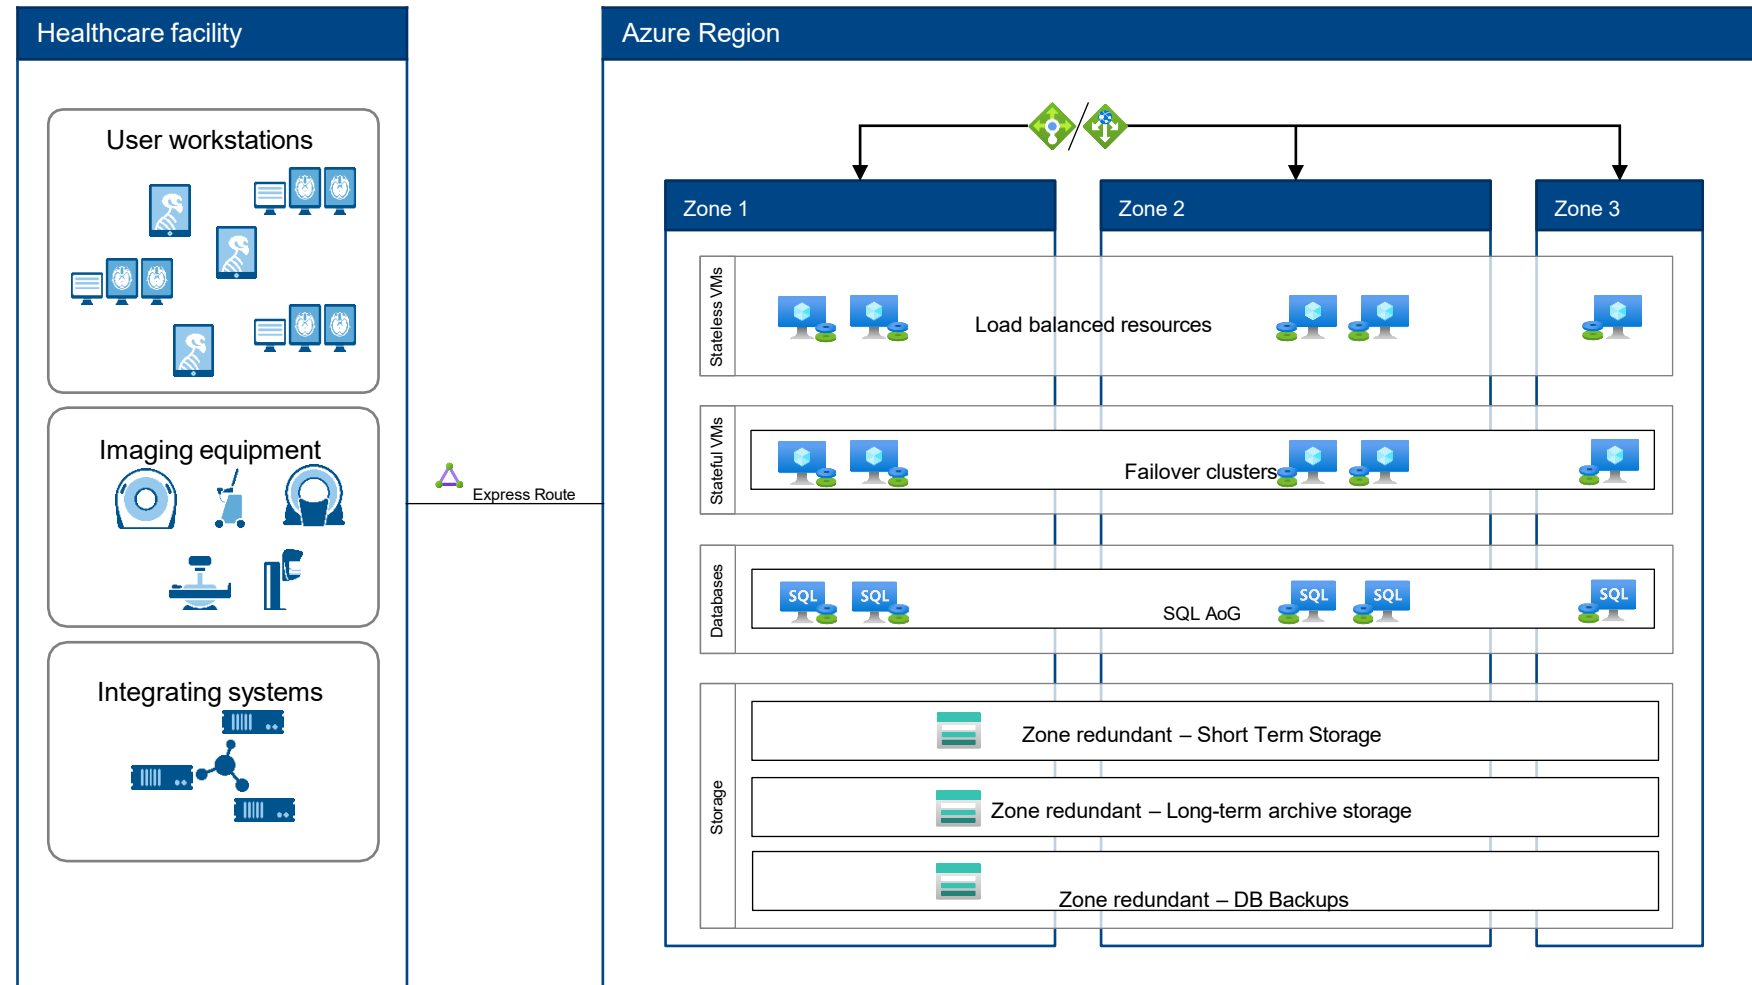 Healthcare facility
User workstations
Imaging equipment
Integrating systems
Express Route
Azure Region
Zone 1
Zone 2
Zone 3
Stateless VMs
Load balanced resources
Stateful VMs
Failover clusters
Databases
SQL
SQL
SQL AoG
SQL
SQL
SQL
Storage
Zone redundant – Short Term Storage
Zone redundant – Long-term archive storage
Zone redundant – DB Backups